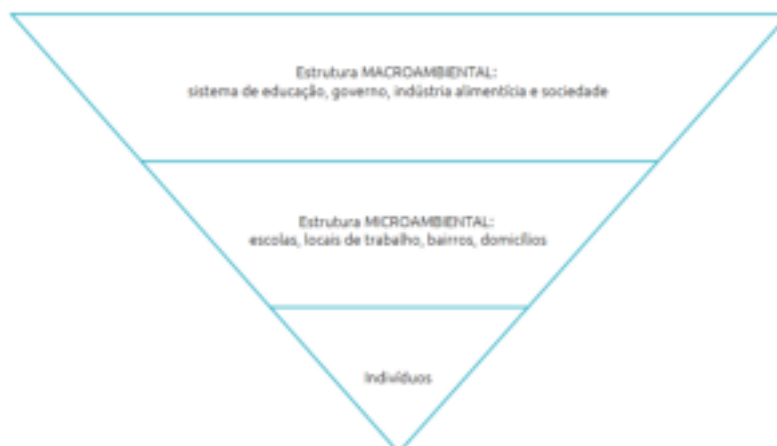 Estrutura MACROAMBIENTAL:
sistema de educação, governo, indústria alimentícia e sociedade
Estrutura MICROAMBIENTAL:
escolas, locais de trabalho, bairros, domicílios
Indivíduos